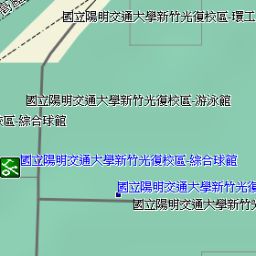 國立陽明交通大學新竹光復校區-環工
國立陽明交通大學新竹光復校區-游泳館
校區-綜合球館
國立陽明交通大學新竹光復校區-綜合球館
國立陽明交通大學新竹光復
國立陽明交通大學新竹光